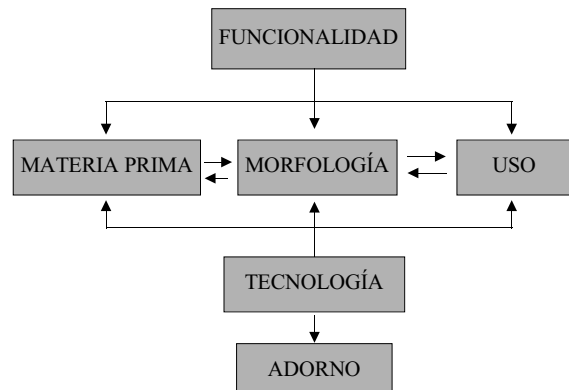 FUNCIONALIDAD
MATERIA PRIMA
MORFOLOGÍA
USO
TECNOLOGÍA
ADORNO